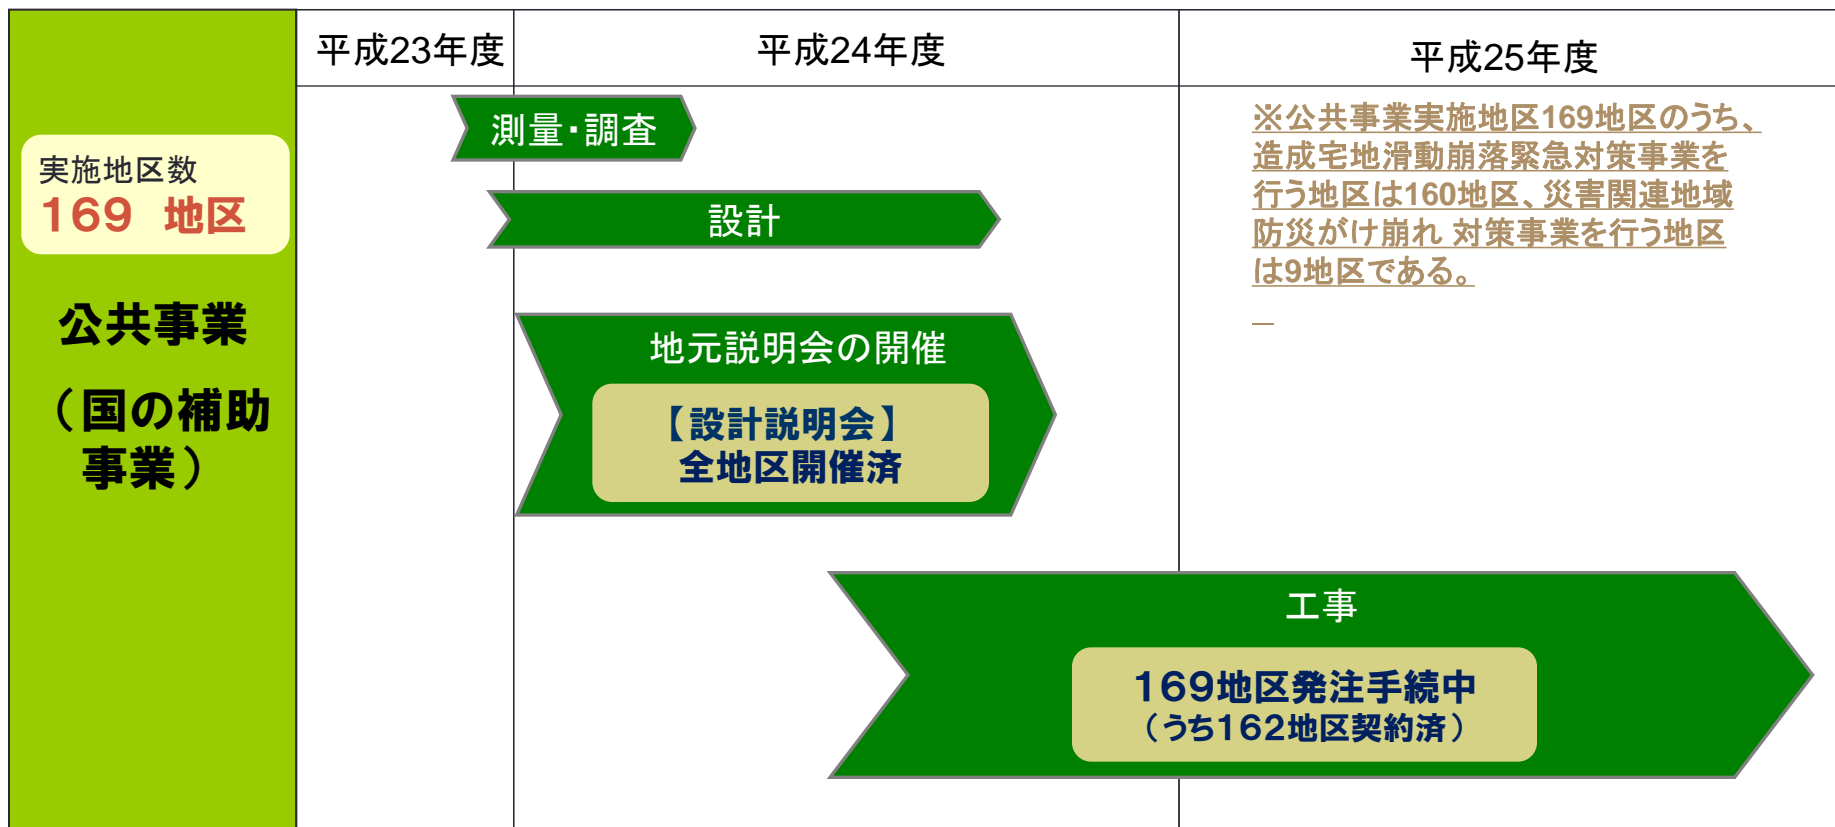 平成23年度
平成24年度
平成25年度
実施地区数
169 地区
公共事業
（国の補助
事業）
測量・調査
設計
地元説明会の開催
【設計説明会】
全地区開催済
工事
169地区発注手続中
（うち162地区契約済）
※公共事業実施地区169地区のうち、
造成宅地滑動崩落緊急対策事業を
行う地区は160地区、災害関連地域
防災がけ崩れ 対策事業を行う地区
は9地区である。